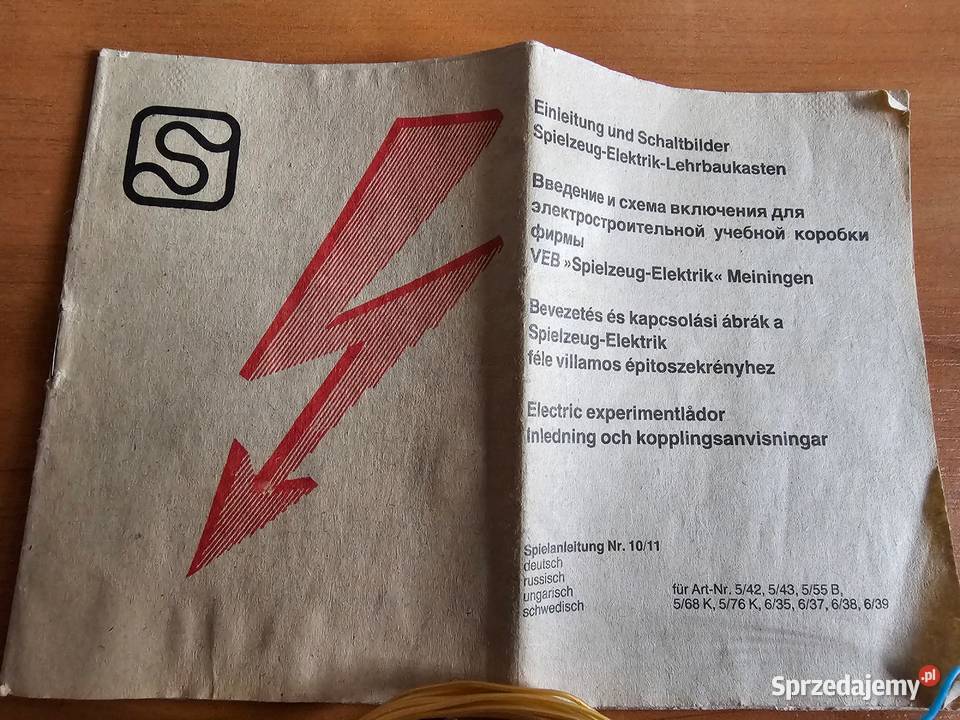 S
Einleitung und Schaltbilder
Spielzeug-Elektrik-Lehrbaukasten
Введение и схема включения для
электростроительной учебной коробки
фирмы
VEB »Spielzeug-Elektrik« Meiningen
Bevezetés és kapcsolási ábrák a
Spielzeug-Elektrik
féle villamos épitoszekrényhez
Electric experimentlådor
Inledning och kopplingsanvisningar
Spielanleitung Nr. 10/11
deutsch
russisch
ungarisch
schwedisch
für Art-Nr. 5/42, 5/43, 5/55 B,
5/68 K, 5/76 K, 6/35, 6/37, 6/38, 6/39
Sprzedajemy.pl